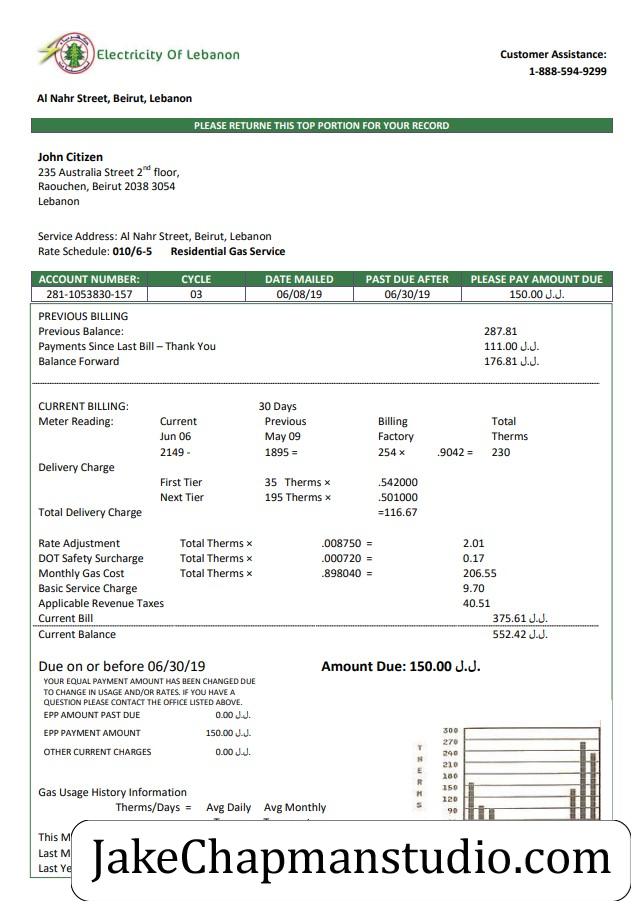 Electricity Of Lebanon
Customer Assistance:
1-888-594-9299
Al Nahr Street, Beirut, Lebanon
PLEASE RETURNE THIS TOP PORTION FOR YOUR RECORD
John Citizen
235 Australia Street 2nd floor,
Raouchen, Beirut 2038 3054
Lebanon
Service Address: Al Nahr Street, Beirut, Lebanon
Rate Schedule: 010/6-5 Residential Gas Service
ACCOUNT NUMBER: CYCLE DATE MAILED PAST DUE AFTER PLEASE PAY AMOUNT DUE
281-1053830-157 03 06/08/19 06/30/19 150.00 ل.ل.
PREVIOUS BILLING
Previous Balance: 287.81
Payments Since Last Bill – Thank You 111.00 ل.ل.
Balance Forward 176.81 ل.ل.
CURRENT BILLING: 30 Days
Meter Reading: Current Previous Billing Total
Jun 06 May 09 Factory Therms
2149 - 1895 = 254 × .9042 = 230
Delivery Charge
First Tier 35 Therms × .542000
Next Tier 195 Therms × .501000
Total Delivery Charge =116.67
Rate Adjustment Total Therms × .008750 = 2.01
DOT Safety Surcharge Total Therms × .000720 = 0.17
Monthly Gas Cost Total Therms × .898040 = 206.55
Basic Service Charge 9.70
Applicable Revenue Taxes 40.51
Current Bill 375.61 ل.ل.
Current Balance 552.42 ل.ل.
Due on or before 06/30/19 Amount Due: 150.00 ل.ل.
YOUR EQUAL PAYMENT AMOUNT HAS BEEN CHANGED DUE
TO CHANGE IN USAGE AND/OR RATES. IF YOU HAVE A
QUESTION PLEASE CONTACT THE OFFICE LISTED ABOVE.
EPP AMOUNT PAST DUE 0.00 ل.ل.
EPP PAYMENT AMOUNT 150.00 ل.ل.
OTHER CURRENT CHARGES 0.00 ل.ل.
THERMS
300
270
240
210
180
150
120
90
Gas Usage History Information
Therms/Days = Avg Daily Avg Monthly
This M
Last M
Last Ye
JakeChapmanstudio.com